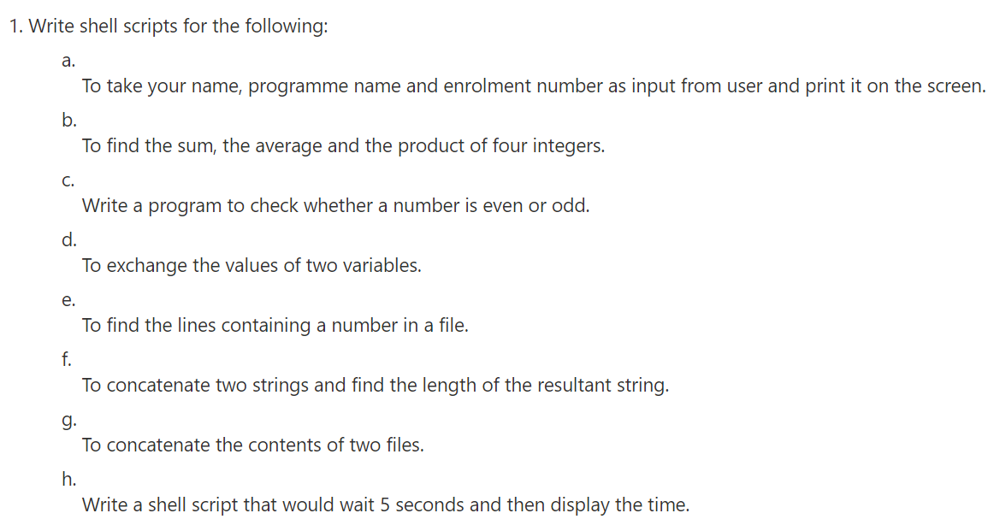 1. Write shell scripts for the following:
a.
To take your name, programme name and enrolment number as input from user and print it on the screen.
b.
To find the sum, the average and the product of four integers.
c.
Write a program to check whether a number is even or odd.
d.
To exchange the values of two variables.
e.
To find the lines containing a number in a file.
f.
To concatenate two strings and find the length of the resultant string.
g.
To concatenate the contents of two files.
h.
Write a shell script that would wait 5 seconds and then display the time.